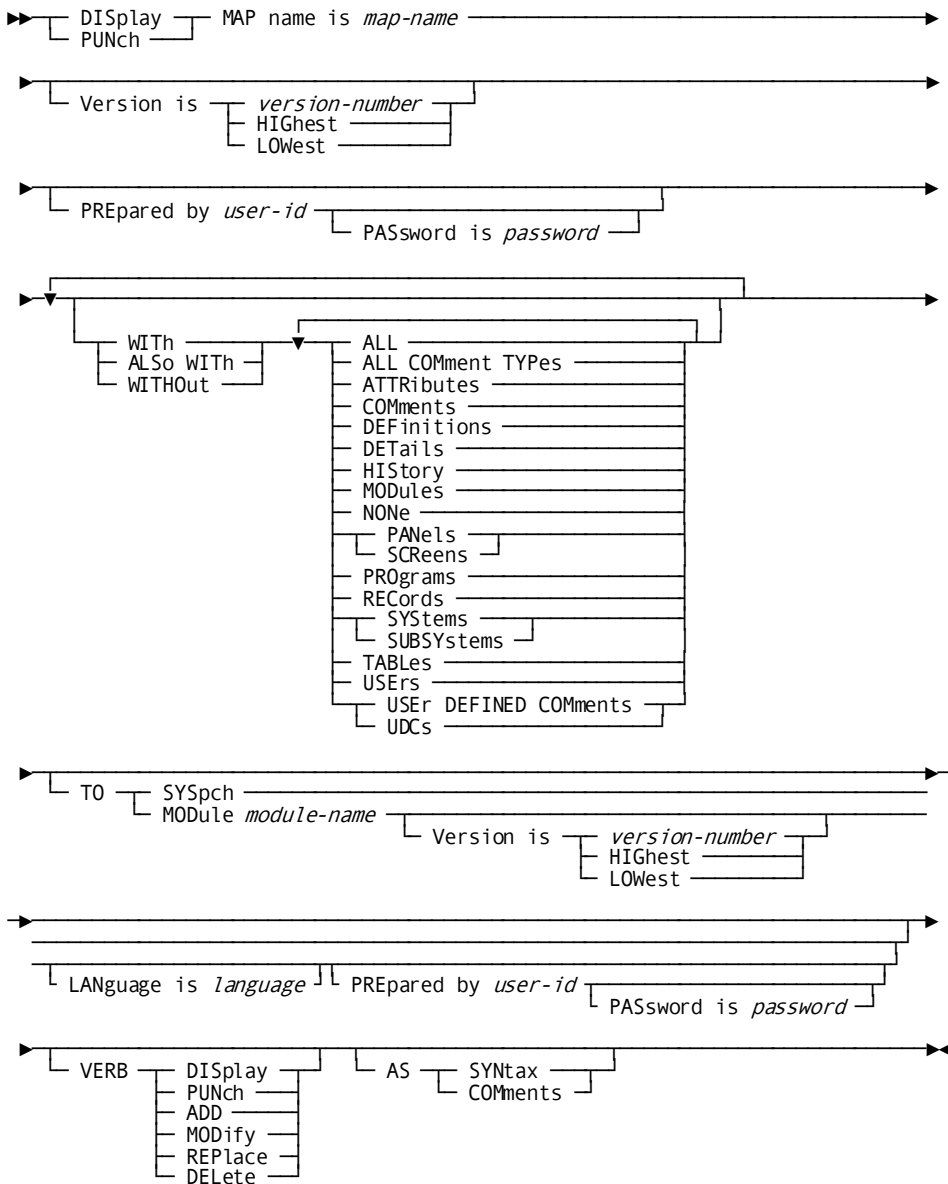 DISplay MAP name is map-name
PUNch
Version is version-number
HIGhest
LOWest
PREpared by user-id
PASsword is password
WITh ALL
ALSo WITh ALL COMment TYPes
WITHOut ATTRibutes
COMments
DEFinitions
DETails
HIStory
MODules
NONe
PANels
SCReens
PROgrams
RECords
SYStems
SUBSYstems
TABLes
USErs
USEr DEFINED COMments
UDCs
TO SYSpch
MODule module-name
Version is version-number
HIGhest
LOWest
LANguage is language PREpared by user-id
PASsword is password
VERB DISplay AS SYNtax
PUNch COMments
ADD
MODify
REPlace
DELete